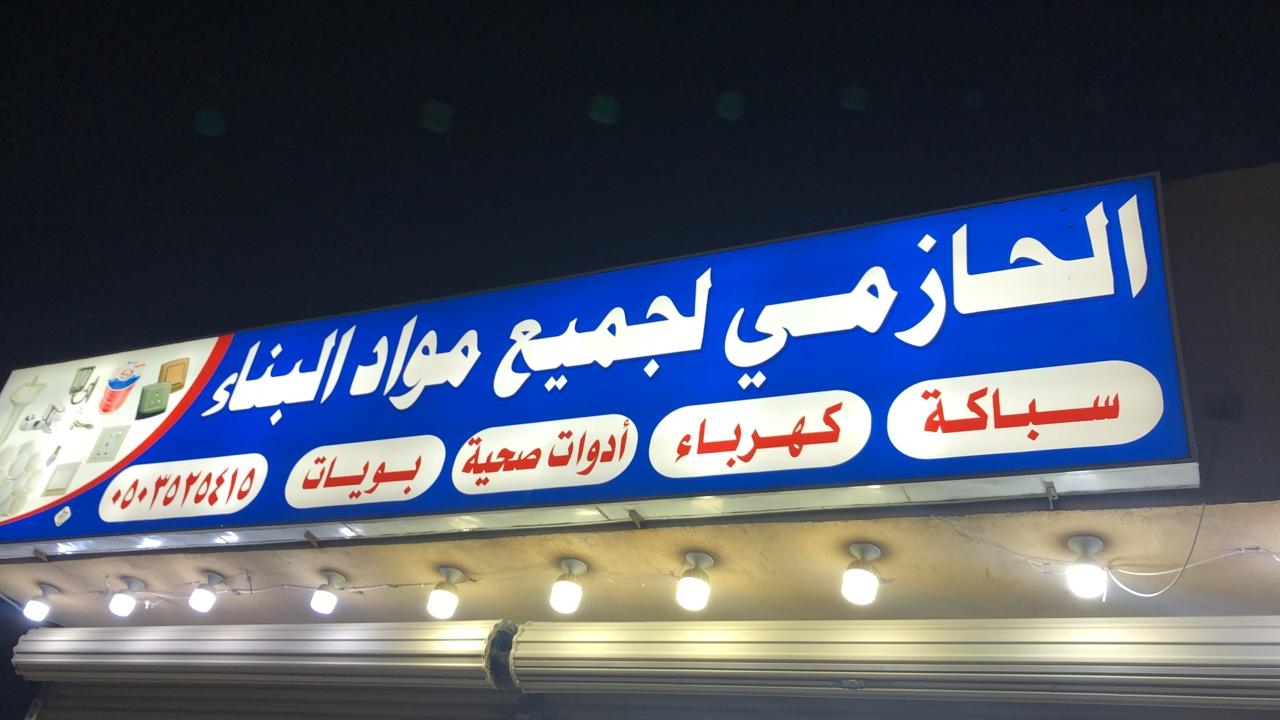 الحازمي لجميع مواد البناء
سباكة كهرباء أدوات صحية بويات ٠٥٠٣٥٢٥٤١٥